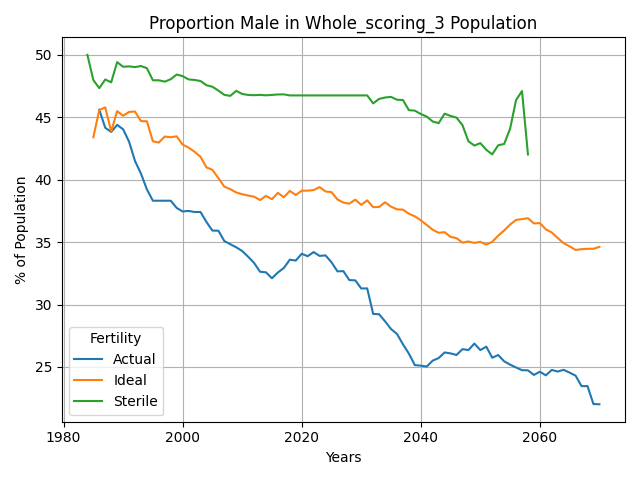 Proportion Male in Whole_scoring_3 Population
% of Population
50
45
40
35
30
25
Fertility
Actual
Ideal
Sterile
1980 2000 2020 2040 2060
Years